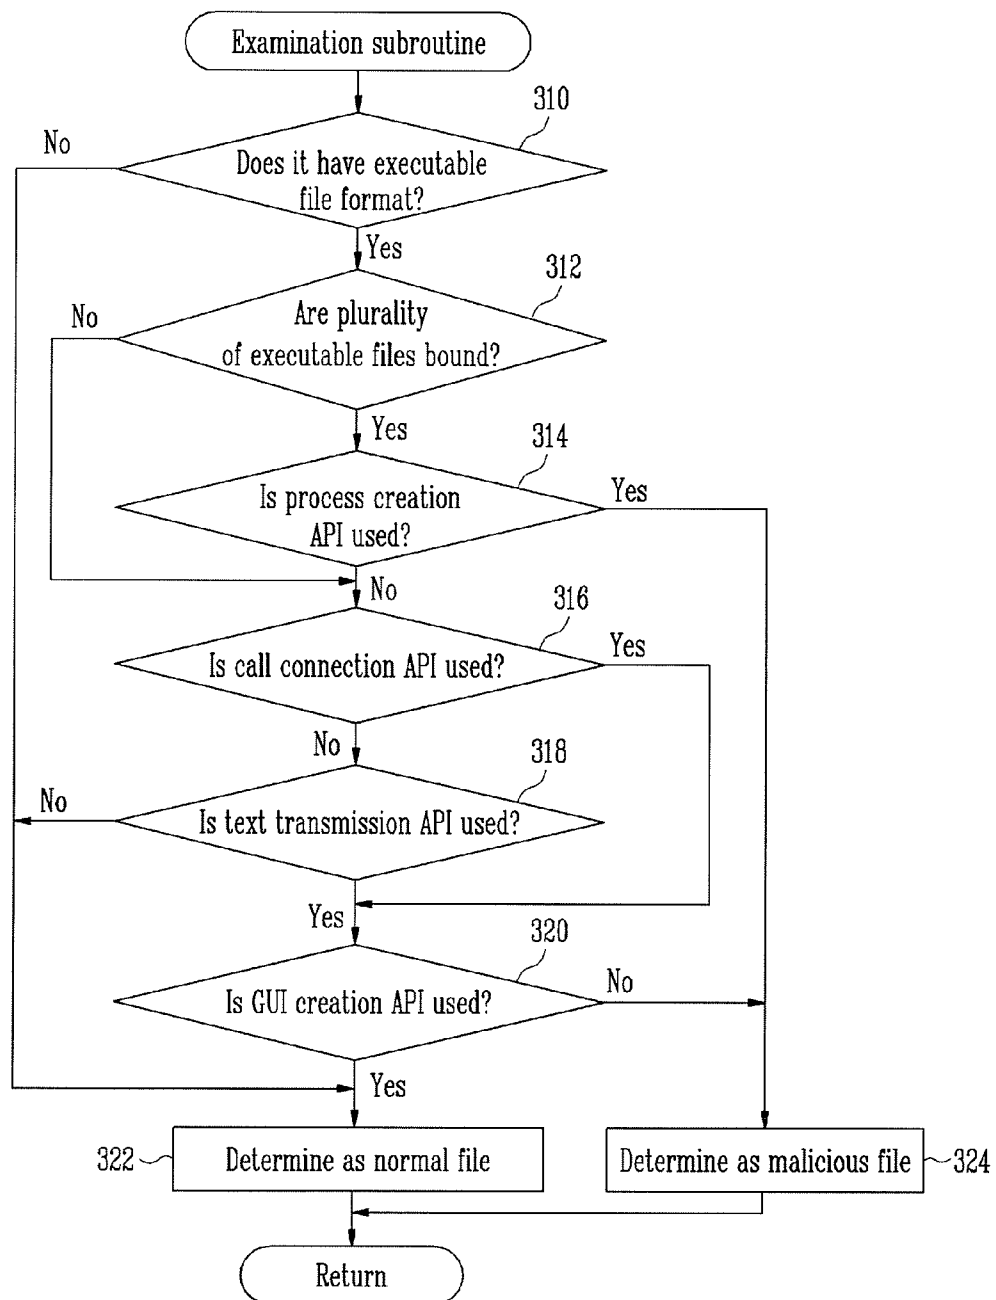 Examination subroutine
310
No
Does it have executable
file format?
Yes
312
No
Are plurality
of executable files bound?
Yes
314
Is process creation
API used?
Yes
No
316
Is call connection API used?
Yes
No
318
No
Is text transmission API used?
Yes
320
Is GUI creation API used?
No
Yes
322
Determine as normal file
Determine as malicious file
324
Return